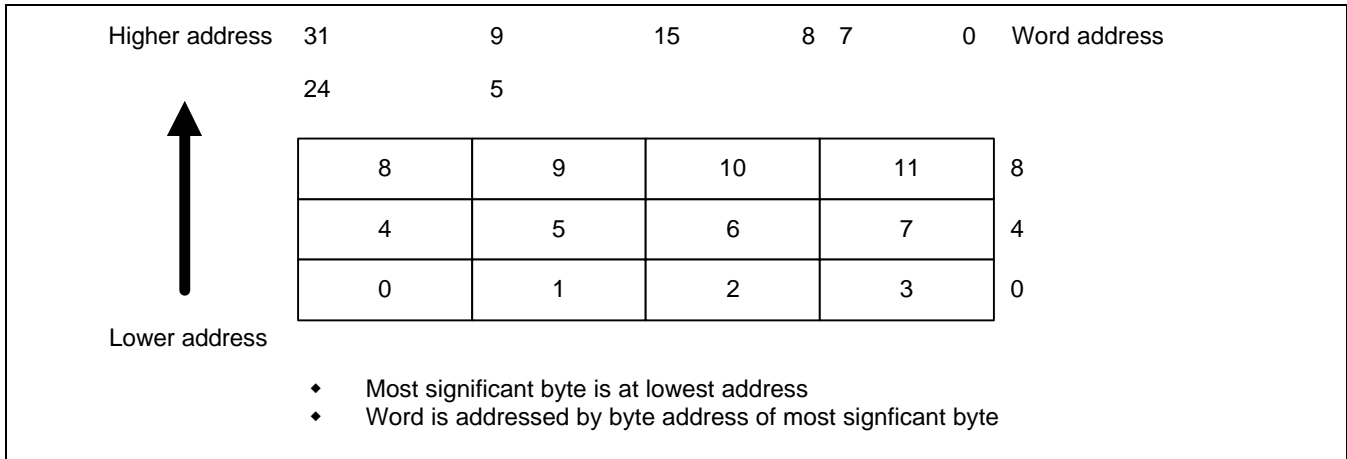 Higher address 31 9 15 8 7 0 Word address
24 5
8 9 10 11 8
4 5 6 7 4
0 1 2 3 0
Lower address
◆ Most significant byte is at lowest address
◆ Word is addressed by byte address of most signficant byte